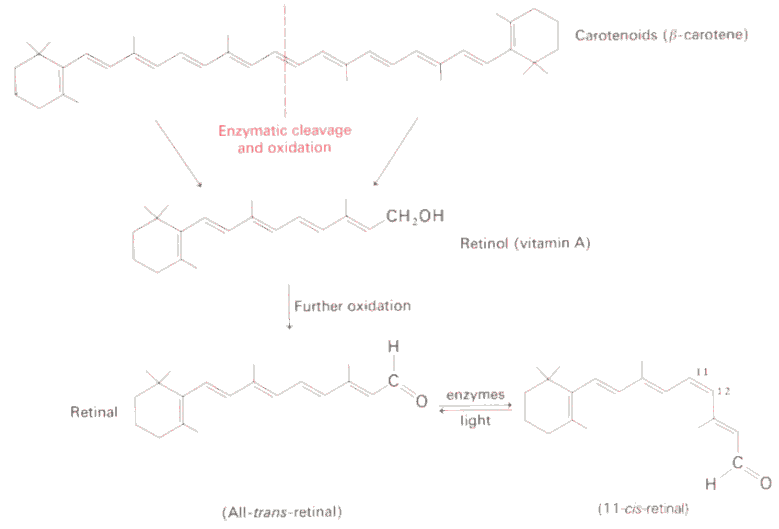 Carotenoids (β-carotene)
Enzymatic cleavage
and oxidation
CH₂OH
Retinol (vitamin A)
Further oxidation
H
C
O
Retinal
enzymes
light
11
12
C
H
O
(All-trans-retinal)
(11-cis-retinal)